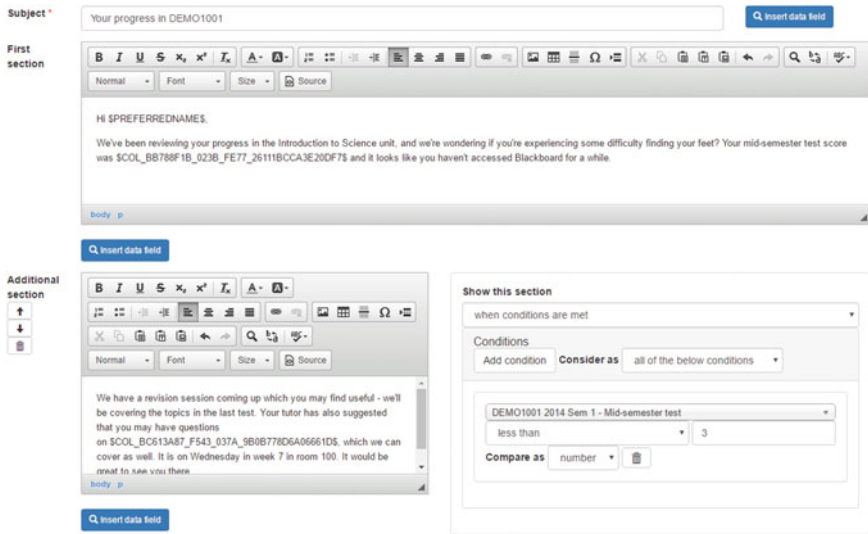 Subject *
Your progress in DEMO1001
Insert data field
First
section
B I U S x₂ x² Iₓ A A
Normal Font Size Source
Hi $PREFERREDNAME$,
We've been reviewing your progress in the Introduction to Science unit, and we're wondering if you're experiencing some difficulty finding your feet? Your mid-semester test score
was $COL_BB788F1B_023B_FE77_26111BCCA3E20DF7$ and it looks like you haven't accessed Blackboard for a while.
body p
Insert data field
Additional
section
B I U S x₂ x² Iₓ A A
Ω
Normal Font Size Source
We have a revision session coming up which you may find useful - we'll
be covering the topics in the last test. Your tutor has also suggested
that you may have questions
on $COL_BC613A87_F543_037A_9B0B778D6A06661D$, which we can
cover as well. It is on Wednesday in week 7 in room 100. It would be
great to see you there
body p
Insert data field
Show this section
when conditions are met
Conditions
Add condition Consider as all of the below conditions
DEMO1001 2014 Sem 1 - Mid-semester test
less than 3
Compare as number